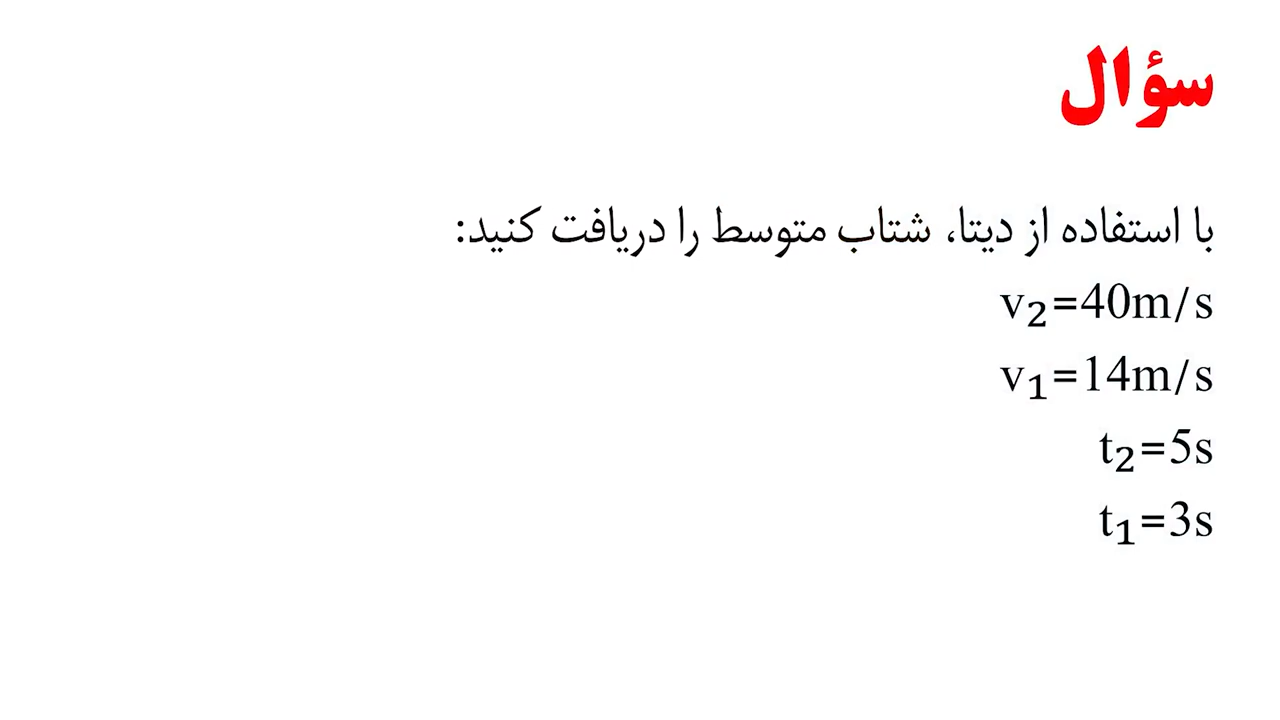 سؤال
با استفاده از دیتا، شتاب متوسط را دریافت کنید:
v₂=40m/s
v₁=14m/s
t₂=5s
t₁=3s